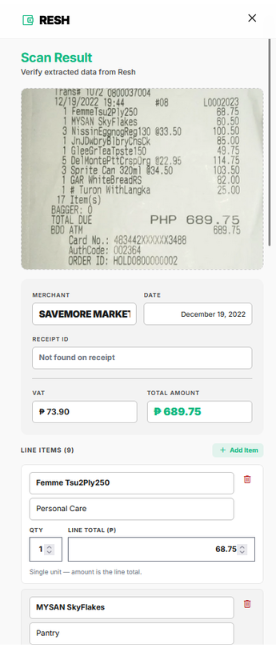 RESH
Scan Result
Verify extracted data from Resh
Trans# 1072 0800037004
12/19/2022 19:44 #08 L0002023
1 FemmeTsu2Ply250 68.75
1 MYSAN SkyFlakes 60.50
3 NissinEggnogReg130 @33.50 100.50
1 JnJDwbryBlbryChsCk 85.00
1 GleeGrTeaTpste150 49.75
5 DelMontePttCrspOrg @22.95 114.75
3 Sprite Can 320ml @34.50 103.50
1 GAR WhiteBreadRS 82.00
1 # Turon WithLangka 25.00
17 Item(s)
BAGGER: 0
TOTAL DUE PHP 689.75
BDO ATM 689.75
Card No.: 483442XXXXXX3488
AuthCode: 002364
ORDER ID: HOLD0800000002
MERCHANT DATE
SAVEMORE MARKET December 19, 2022
RECEIPT ID
Not found on receipt
VAT TOTAL AMOUNT
₱ 73.90 ₱ 689.75
LINE ITEMS (9) + Add Item
Femme Tsu2Ply250
Personal Care
QTY LINE TOTAL (₱)
1 68.75
Single unit — amount is the line total.
MYSAN SkyFlakes
Pantry